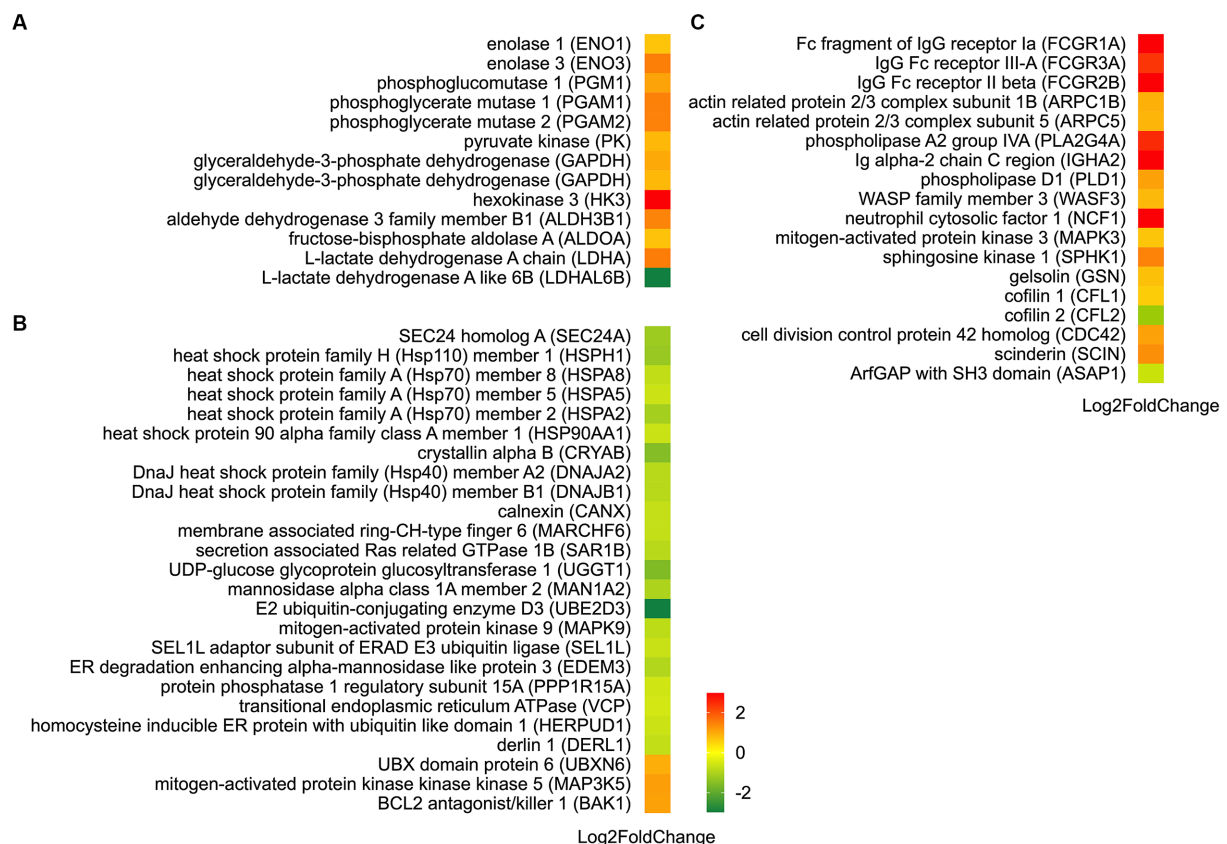 A
enolase 1 (ENO1)
enolase 3 (ENO3)
phosphoglucomutase 1 (PGM1)
phosphoglycerate mutase 1 (PGAM1)
phosphoglycerate mutase 2 (PGAM2)
pyruvate kinase (PK)
glyceraldehyde-3-phosphate dehydrogenase (GAPDH)
glyceraldehyde-3-phosphate dehydrogenase (GAPDH)
hexokinase 3 (HK3)
aldehyde dehydrogenase 3 family member B1 (ALDH3B1)
fructose-bisphosphate aldolase A (ALDOA)
L-lactate dehydrogenase A chain (LDHA)
L-lactate dehydrogenase A like 6B (LDHAL6B)
B
SEC24 homolog A (SEC24A)
heat shock protein family H (Hsp110) member 1 (HSPH1)
heat shock protein family A (Hsp70) member 8 (HSPA8)
heat shock protein family A (Hsp70) member 5 (HSPA5)
heat shock protein family A (Hsp70) member 2 (HSPA2)
heat shock protein 90 alpha family class A member 1 (HSP90AA1)
crystallin alpha B (CRYAB)
DnaJ heat shock protein family (Hsp40) member A2 (DNAJA2)
DnaJ heat shock protein family (Hsp40) member B1 (DNAJB1)
calnexin (CANX)
membrane associated ring-CH-type finger 6 (MARCHF6)
secretion associated Ras related GTPase 1B (SAR1B)
UDP-glucose glycoprotein glucosyltransferase 1 (UGGT1)
mannosidase alpha class 1A member 2 (MAN1A2)
E2 ubiquitin-conjugating enzyme D3 (UBE2D3)
mitogen-activated protein kinase 9 (MAPK9)
SEL1L adaptor subunit of ERAD E3 ubiquitin ligase (SEL1L)
ER degradation enhancing alpha-mannosidase like protein 3 (EDEM3)
protein phosphatase 1 regulatory subunit 15A (PPP1R15A)
transitional endoplasmic reticulum ATPase (VCP)
homocysteine inducible ER protein with ubiquitin like domain 1 (HERPUD1)
derlin 1 (DERL1)
UBX domain protein 6 (UBXN6)
mitogen-activated protein kinase kinase kinase 5 (MAP3K5)
BCL2 antagonist/killer 1 (BAK1)
Log2FoldChange
2
0
-2
C
Fc fragment of IgG receptor Ia (FCGR1A)
IgG Fc receptor III-A (FCGR3A)
IgG Fc receptor II beta (FCGR2B)
actin related protein 2/3 complex subunit 1B (ARPC1B)
actin related protein 2/3 complex subunit 5 (ARPC5)
phospholipase A2 group IVA (PLA2G4A)
Ig alpha-2 chain C region (IGHA2)
phospholipase D1 (PLD1)
WASP family member 3 (WASF3)
neutrophil cytosolic factor 1 (NCF1)
mitogen-activated protein kinase 3 (MAPK3)
sphingosine kinase 1 (SPHK1)
gelsolin (GSN)
cofilin 1 (CFL1)
cofilin 2 (CFL2)
cell division control protein 42 homolog (CDC42)
scinderin (SCIN)
ArfGAP with SH3 domain (ASAP1)
Log2FoldChange